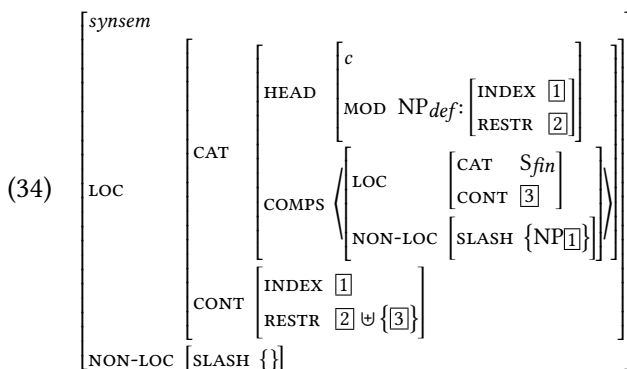 (34)
synsem
LOC
CAT
HEAD
c
MOD NPdef: [INDEX 1
RESTR 2]
COMPS ⟨[LOC [CAT Sfin
CONT 3]
NON-LOC [SLASH {NP1}]]⟩
CONT [INDEX 1
RESTR 2 ⊎ {3}]
NON-LOC [SLASH {}]